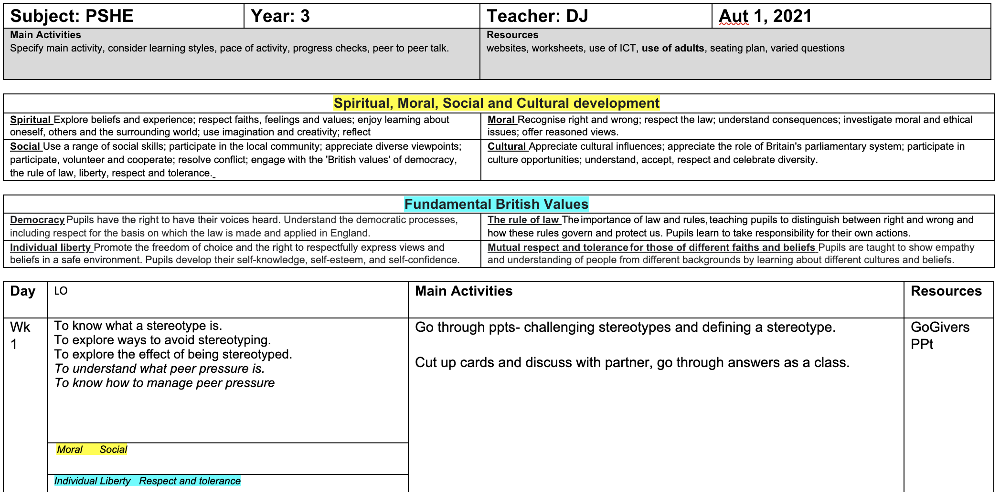 Subject: PSHE
Year: 3
Teacher: DJ
Aut 1, 2021
Main Activities
Specify main activity, consider learning styles, pace of activity, progress checks, peer to peer talk.
Resources
websites, worksheets, use of ICT, use of adults, seating plan, varied questions
Spiritual, Moral, Social and Cultural development
Spiritual Explore beliefs and experience; respect faiths, feelings and values; enjoy learning about
oneself, others and the surrounding world; use imagination and creativity; reflect
Moral Recognise right and wrong; respect the law; understand consequences; investigate moral and ethical
issues; offer reasoned views.
Social Use a range of social skills; participate in the local community; appreciate diverse viewpoints;
participate, volunteer and cooperate; resolve conflict; engage with the 'British values' of democracy,
the rule of law, liberty, respect and tolerance.
Cultural Appreciate cultural influences; appreciate the role of Britain's parliamentary system; participate in
culture opportunities; understand, accept, respect and celebrate diversity.
Fundamental British Values
Democracy Pupils have the right to have their voices heard. Understand the democratic processes,
including respect for the basis on which the law is made and applied in England.
The rule of law The importance of law and rules, teaching pupils to distinguish between right and wrong and
how these rules govern and protect us. Pupils learn to take responsibility for their own actions.
Individual liberty Promote the freedom of choice and the right to respectfully express views and
beliefs in a safe environment. Pupils develop their self-knowledge, self-esteem, and self-confidence.
Mutual respect and tolerance for those of different faiths and beliefs Pupils are taught to show empathy
and understanding of people from different backgrounds by learning about different cultures and beliefs.
Day
LO
Main Activities
Resources
Wk
1
To know what a stereotype is.
To explore ways to avoid stereotyping.
To explore the effect of being stereotyped.
To understand what peer pressure is.
To know how to manage peer pressure
Moral Social
Individual Liberty Respect and tolerance
Go through ppts- challenging stereotypes and defining a stereotype.
Cut up cards and discuss with partner, go through answers as a class.
GoGivers
PPt